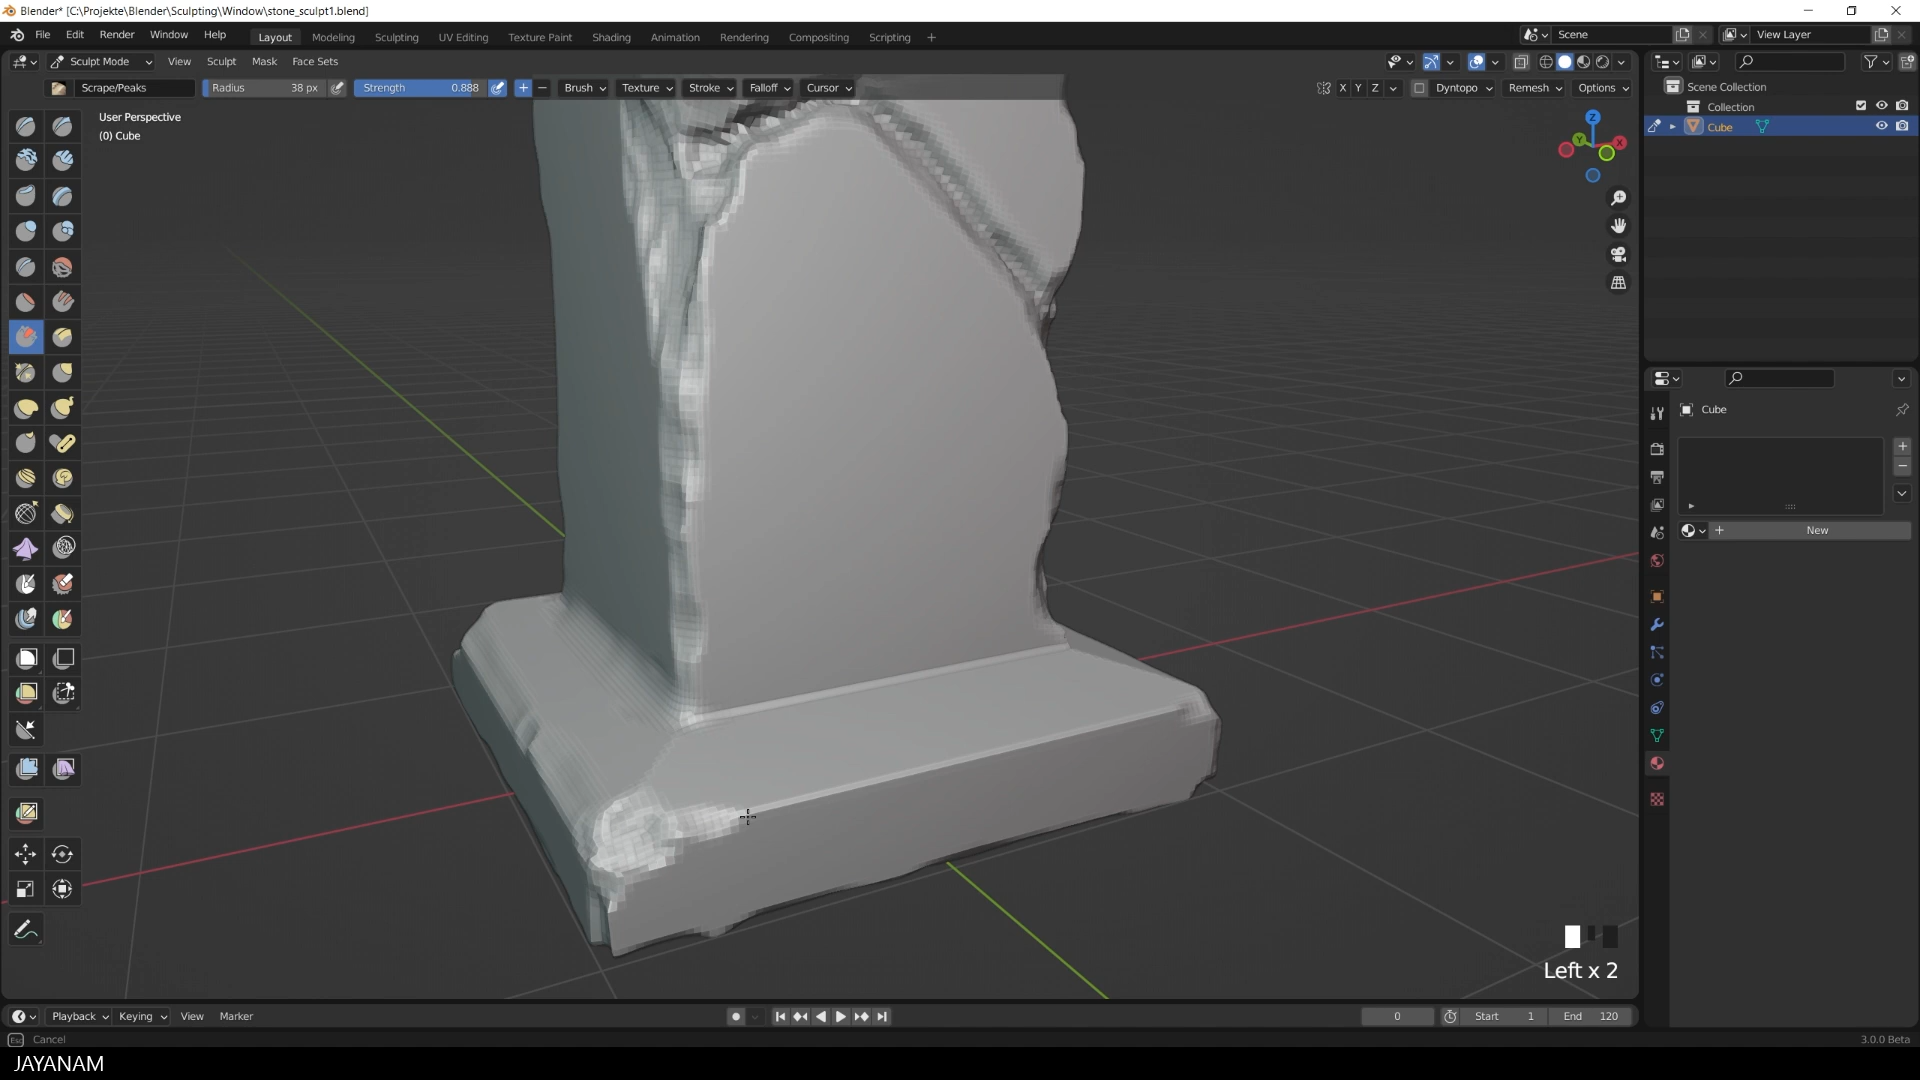 Blender* [C:\Projekte\Blender\Sculpting\Window\stone_sculpt1.blend]
File Edit Render Window Help Layout Modeling Sculpting UV Editing Texture Paint Shading Animation Rendering Compositing Scripting + Scene View Layer
Sculpt Mode View Sculpt Mask Face Sets
Scrape/Peaks Radius 38 px Strength 0.888 + − Brush Texture Stroke Falloff Cursor X Y Z Dyntopo Remesh Options
User Perspective
(0) Cube
Scene Collection
Collection
Cube
Z
Y
X
Cube
New
Left x 2
Playback Keying View Marker 0 Start 1 End 120
Esc Cancel 3.0.0 Beta
JAYANAM